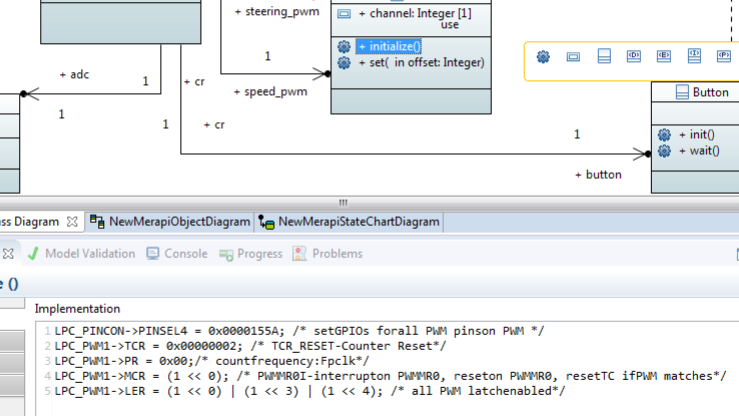 + steering_pwm
+ channel: Integer [1]
use
+ initialize()
+ set( in offset: Integer)
1
+ speed_pwm
+ adc
1
1
+ cr
1
+ cr
<D>
<E>
<I>
<P>
Button
+ init()
+ wait()
1
+ button
ss Diagram
NewMerapiObjectDiagram
NewMerapiStateChartDiagram
Model Validation
Console
Progress
Problems
e ()
Implementation
1 LPC_PINCON->PINSEL4 = 0x0000155A; /* setGPIOs forall PWM pinson PWM */
2 LPC_PWM1->TCR = 0x00000002; /* TCR_RESET-Counter Reset*/
3 LPC_PWM1->PR = 0x00;/* countfrequency:Fpclk*/
4 LPC_PWM1->MCR = (1 << 0); /* PWMMR0I-interrupton PWMMR0, reseton PWMMR0, resetTC ifPWM matches*/
5 LPC_PWM1->LER = (1 << 0) | (1 << 3) | (1 << 4); /* all PWM latchenabled*/